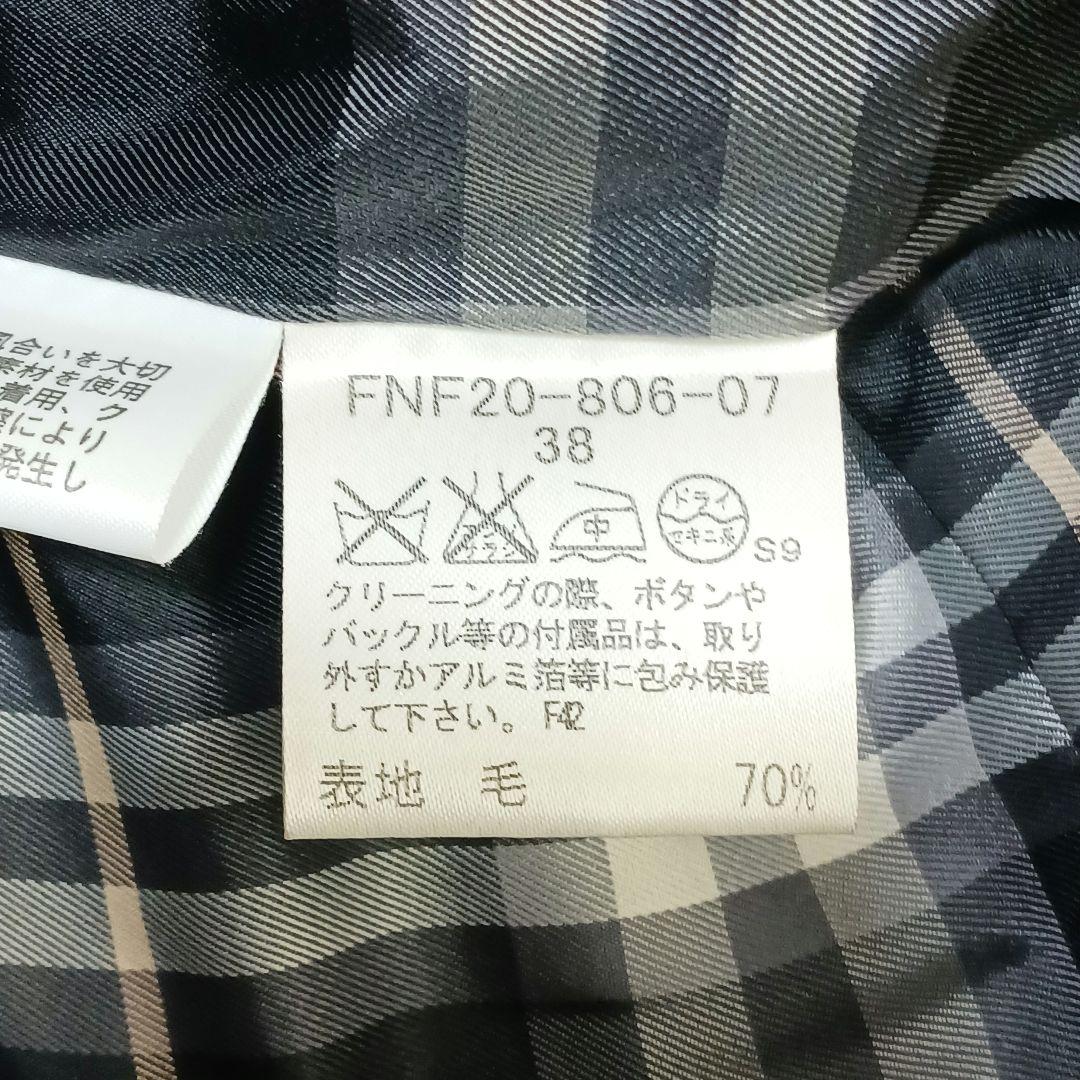 風合いを大切
素材を使用
着用、ク
により
発生し
FNF20-806-07
38
エンソ
中
ドライ
セキユ系
S9
クリーニングの際、ボタンや
バックル等の付属品は、取り
外すかアルミ箔等に包み保護
して下さい。 F42
表地 毛 70%